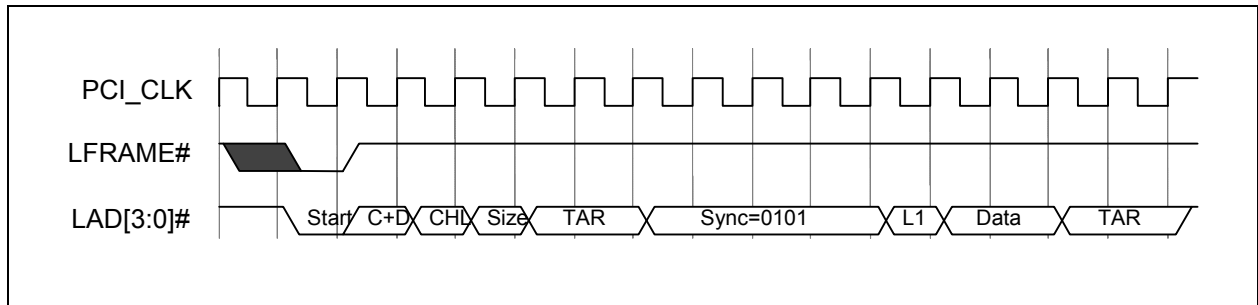 PCI_CLK
LFRAME#
LAD[3:0]# Start C+D CHL Size TAR Sync=0101 L1 Data TAR